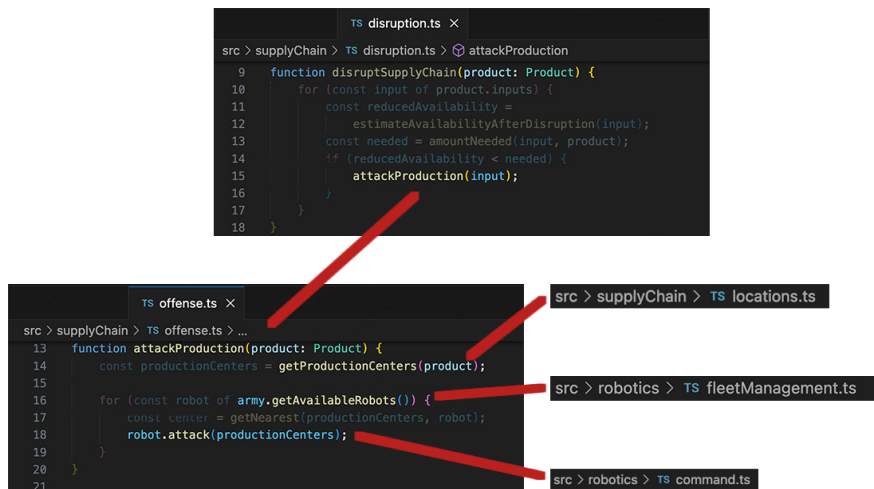 TS disruption.ts ×
src > supplyChain > TS disruption.ts > attackProduction
9 function disruptSupplyChain(product: Product) {
10 for (const input of product.inputs) {
11 const reducedAvailability =
12 estimateAvailabilityAfterDisruption(input);
13 const needed = amountNeeded(input, product);
14 if (reducedAvailability < needed) {
15 attackProduction(input);
16 }
17 }
18 }
TS offense.ts ×
src > supplyChain > TS offense.ts > ...
13 function attackProduction(product: Product) {
14 const productionCenters = getProductionCenters(product);
15
16 for (const robot of army.getAvailableRobots()) {
17 const center = getNearest(productionCenters, robot);
18 robot.attack(productionCenters);
19 }
20 }
21
src > supplyChain > TS locations.ts
src > robotics > TS fleetManagement.ts
src > robotics > TS command.ts